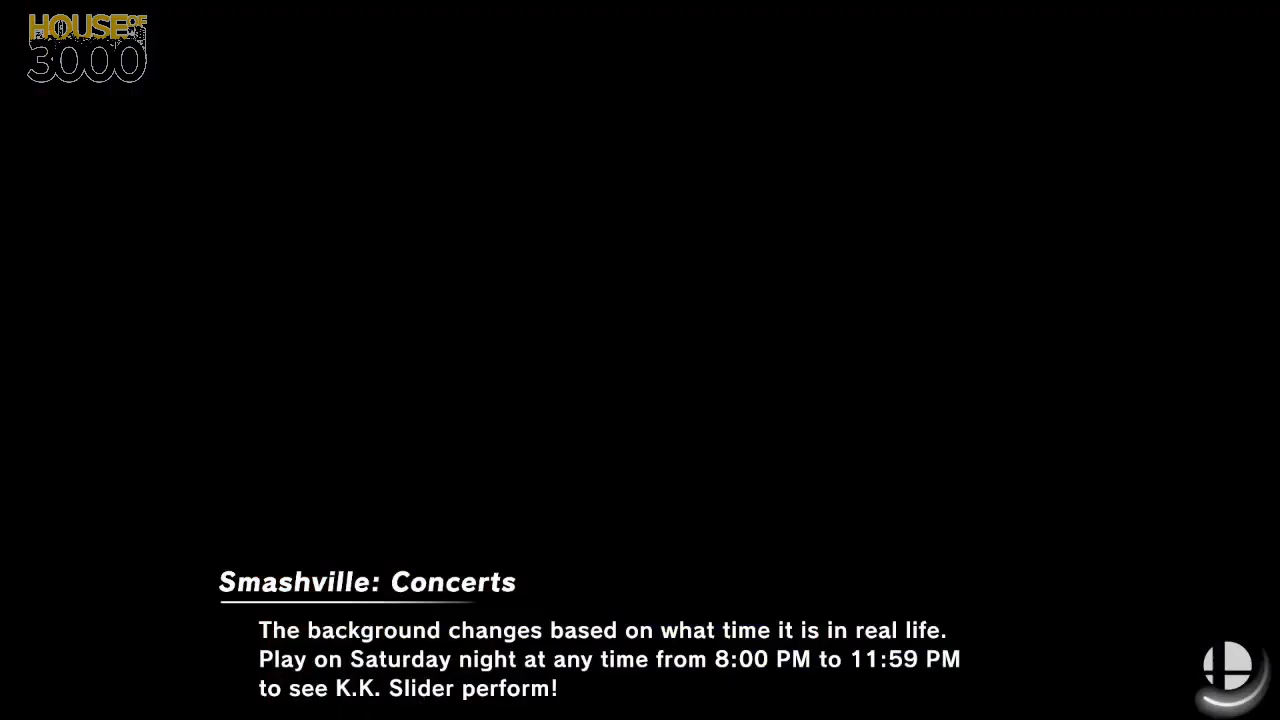 HOUSE OF
3000
Smashville: Concerts
The background changes based on what time it is in real life.
Play on Saturday night at any time from 8:00 PM to 11:59 PM
to see K.K. Slider perform!